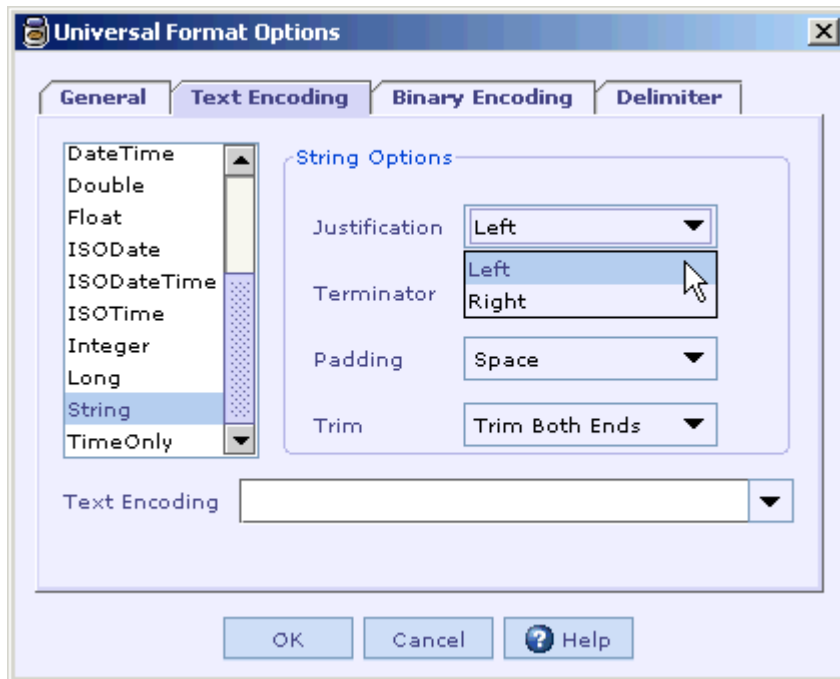 Universal Format Options
General
Text Encoding
Binary Encoding
Delimiter
DateTime
Double
Float
ISODate
ISODateTime
ISOTime
Integer
Long
String
TimeOnly
String Options
Justification
Left
Left
Right
Terminator
Padding
Space
Trim
Trim Both Ends
Text Encoding
OK
Cancel
? Help